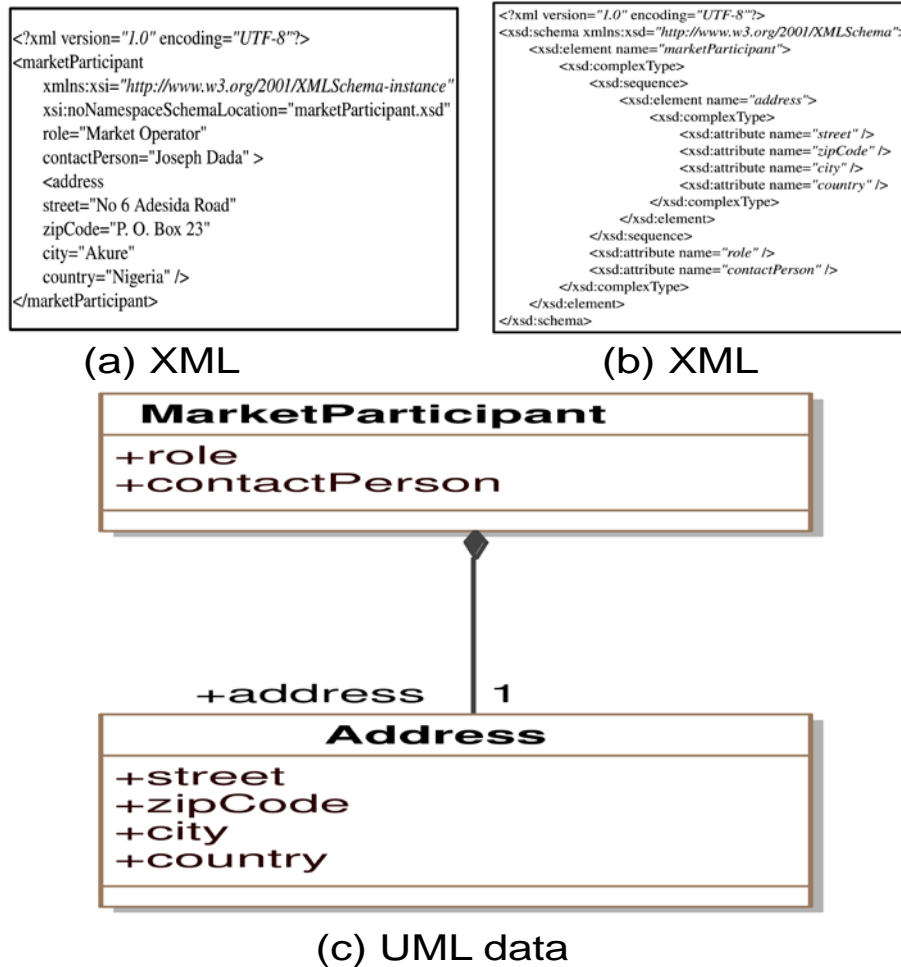 <?xml version="1.0" encoding="UTF-8"?>
<marketParticipant
xmlns:xsi="http://www.w3.org/2001/XMLSchema-instance"
xsi:noNamespaceSchemaLocation="marketParticipant.xsd"
role="Market Operator"
contactPerson="Joseph Dada" >
<address
street="No 6 Adesida Road"
zipCode="P. O. Box 23"
city="Akure"
country="Nigeria" />
</marketParticipant>
(a) XML
<?xml version="1.0" encoding="UTF-8"?>
<xsd:schema xmlns:xsd="http://www.w3.org/2001/XMLSchema">
<xsd:element name="marketParticipant">
<xsd:complexType>
<xsd:sequence>
<xsd:element name="address">
<xsd:complexType>
<xsd:attribute name="street" />
<xsd:attribute name="zipCode" />
<xsd:attribute name="city" />
<xsd:attribute name="country" />
</xsd:complexType>
</xsd:element>
</xsd:sequence>
<xsd:attribute name="role" />
<xsd:attribute name="contactPerson" />
</xsd:complexType>
</xsd:element>
</xsd:schema>
(b) XML
MarketParticipant
+role
+contactPerson
+address 1
Address
+street
+zipCode
+city
+country
(c) UML data